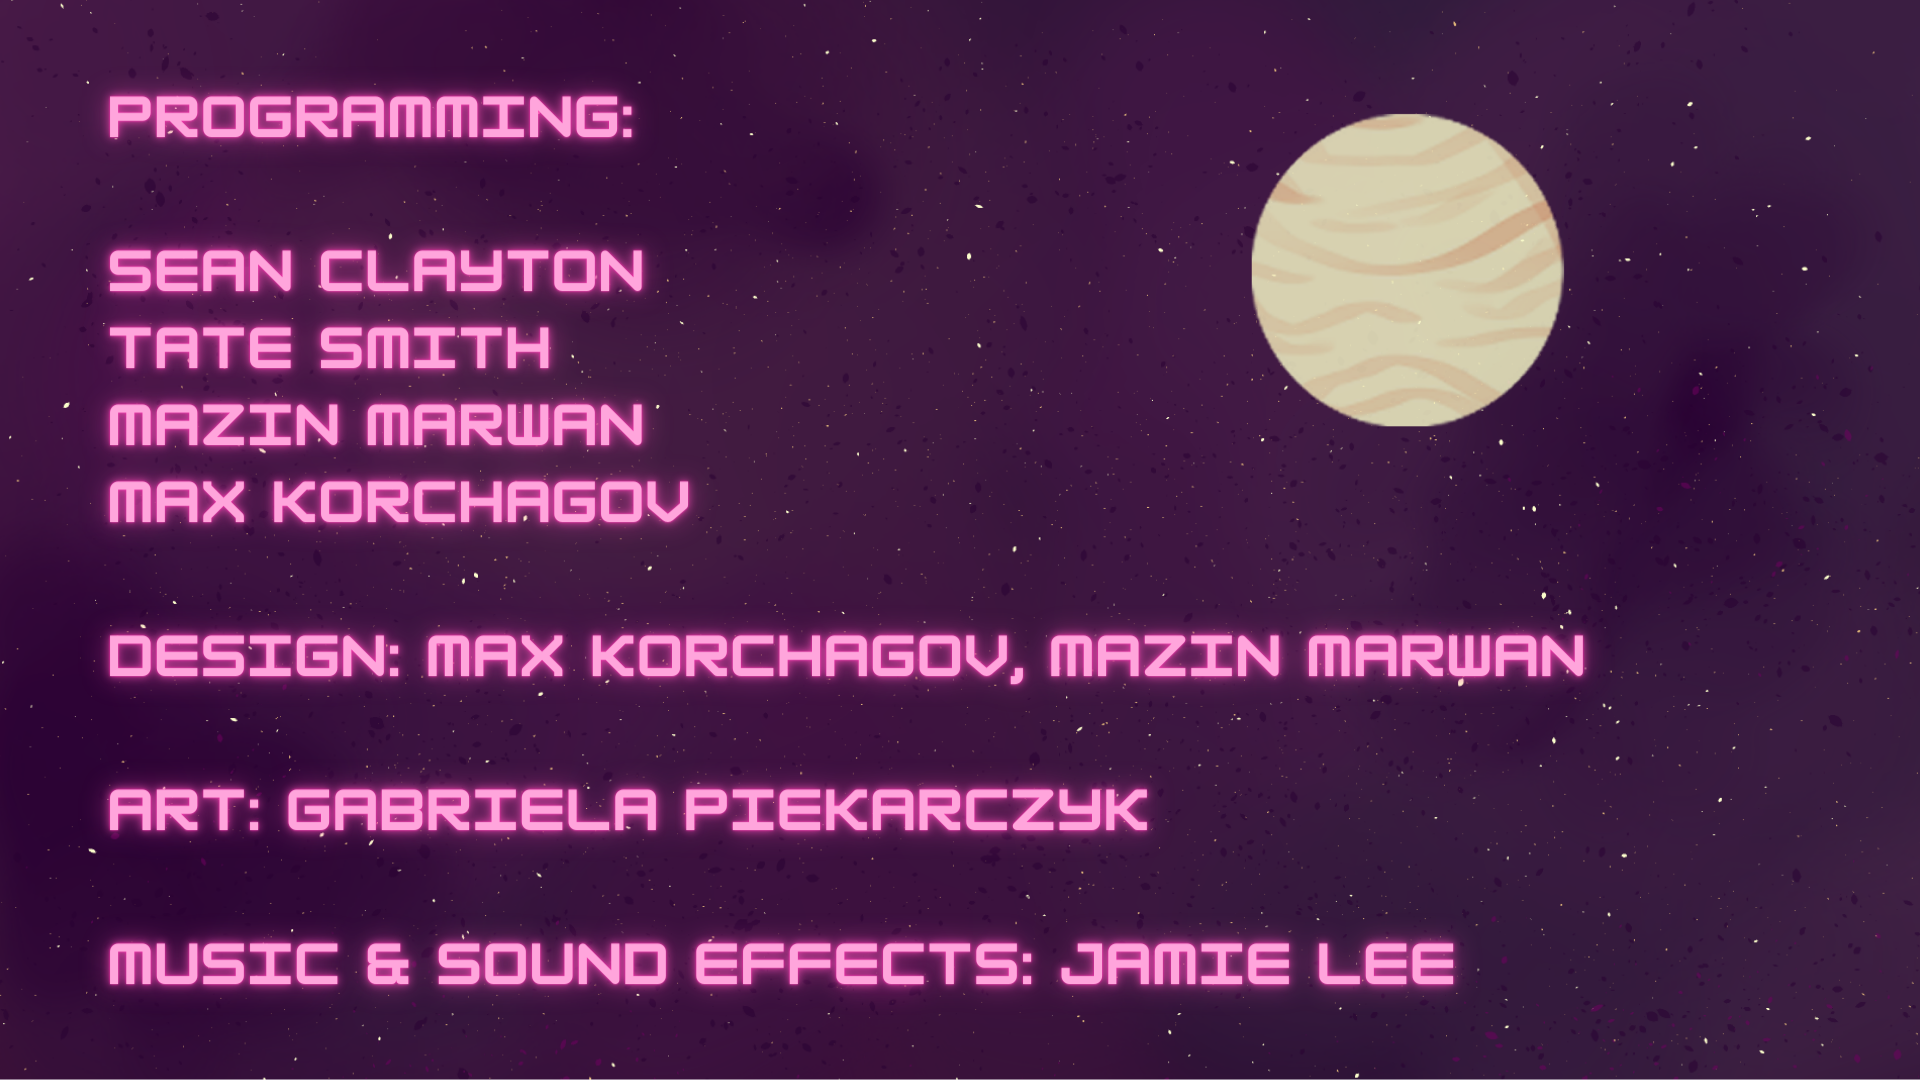 PROGRAMMING:
SEAN CLAYTON
TATE SMITH
MAZIN MARWAN
MAX KORCHAGOV
DESIGN: MAX KORCHAGOV, MAZIN MARWAN
ART: GABRIELA PIEKARCZYK
MUSIC & SOUND EFFECTS: JAMIE LEE